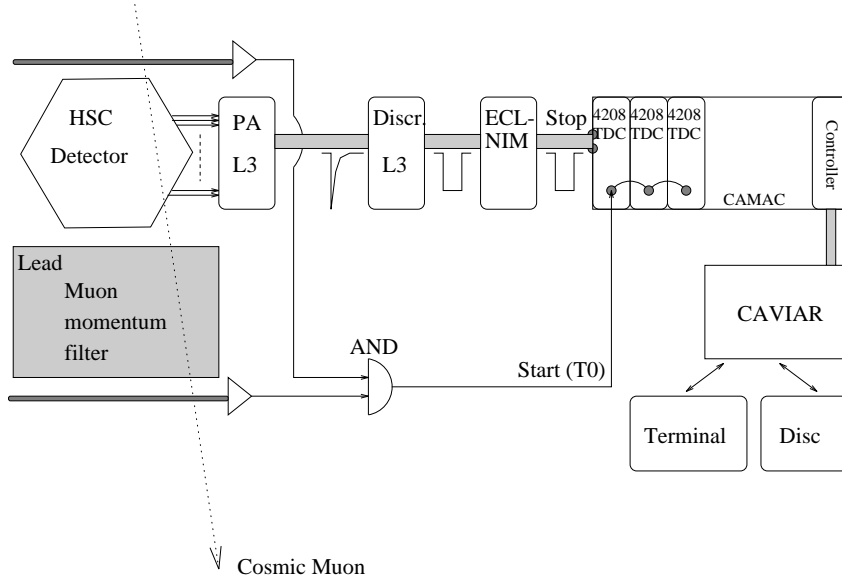 HSC
Detector
PA
L3
Discr.
L3
ECL-
NIM
Stop
4208
TDC
4208
TDC
4208
TDC
Controller
CAMAC
Lead
Muon
momentum
filter
CAVIAR
AND
Start (T0)
Terminal
Disc
Cosmic Muon